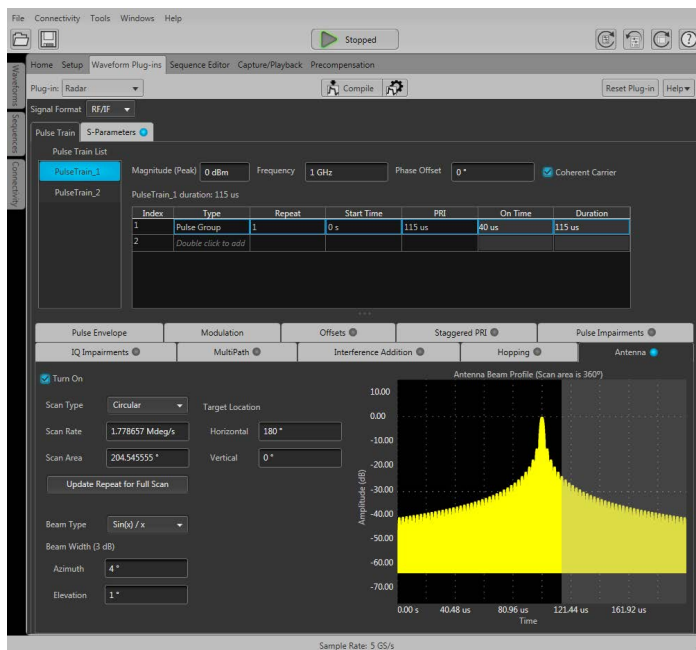 File Connectivity Tools Windows Help
Stopped
Home Setup Waveform Plug-ins Sequence Editor Capture/Playback Precompensation
Waveforms
Sequences
Connectivity
Plug-in: Radar Compile Reset Plug-in Help
Signal Format RF/IF
Pulse Train S-Parameters
Pulse Train List
PulseTrain_1
PulseTrain_2
Magnitude (Peak) 0 dBm Frequency 1 GHz Phase Offset 0 ° Coherent Carrier
PulseTrain_1 duration: 115 us
Index Type Repeat Start Time PRI On Time Duration
1 Pulse Group 1 0 s 115 us 40 us 115 us
2 Double click to add
Pulse Envelope Modulation Offsets Staggered PRI Pulse Impairments
IQ Impairments MultiPath Interference Addition Hopping Antenna
Turn On
Scan Type Circular Target Location
Scan Rate 1.778657 Mdeg/s Horizontal 180 °
Scan Area 204.545555 ° Vertical 0 °
Update Repeat for Full Scan
Beam Type Sin(x) / x
Beam Width (3 dB)
Azimuth 4 °
Elevation 1 °
Antenna Beam Profile (Scan area is 360º)
Amplitude (dB)
10.00
0.00
-10.00
-20.00
-30.00
-40.00
-50.00
-60.00
-70.00
0.00 s 40.48 us 80.96 us 121.44 us 161.92 us
Time
Sample Rate: 5 GS/s